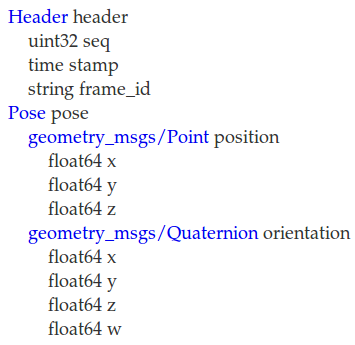 Header header
uint32 seq
time stamp
string frame_id
Pose pose
geometry_msgs/Point position
float64 x
float64 y
float64 z
geometry_msgs/Quaternion orientation
float64 x
float64 y
float64 z
float64 w